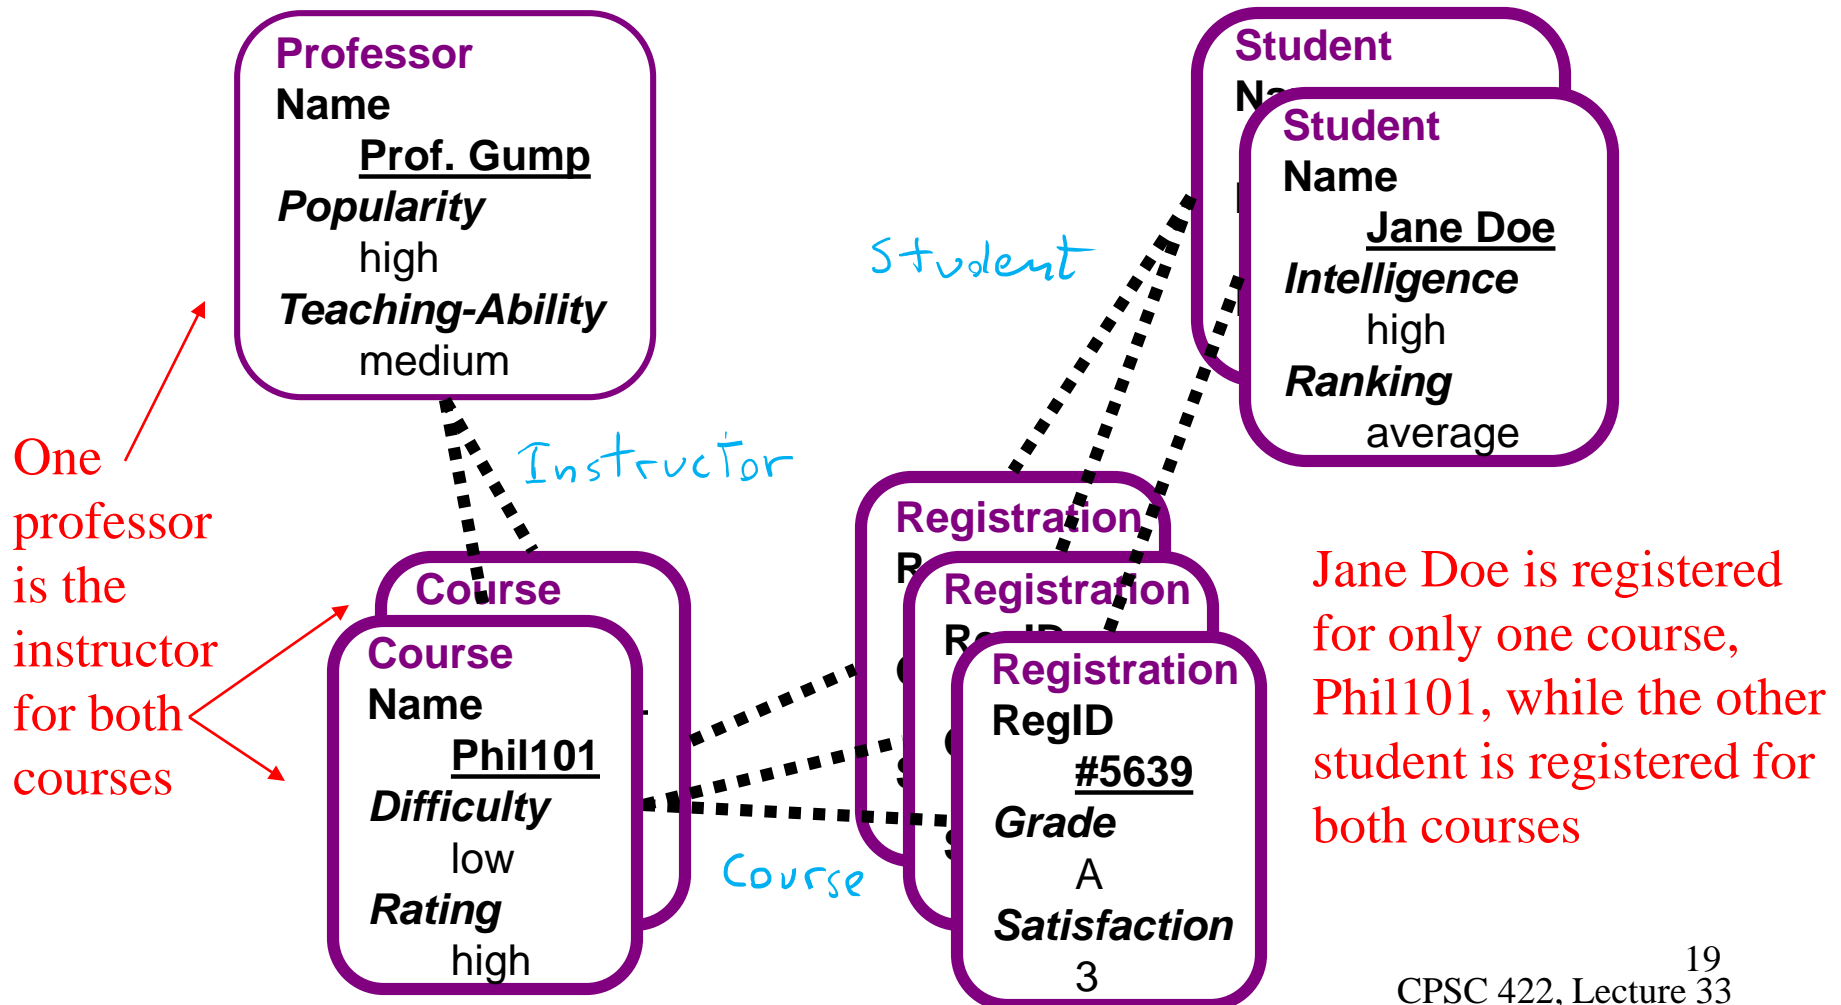 Professor
Name
Prof. Gump
Popularity
high
Teaching-Ability
medium
Student
Student
Name
Jane Doe
Intelligence
high
Ranking
average
Student
Instructor
One
professor
is the
instructor
for both
courses
Course
Course
Name
Phil101
Difficulty
low
Rating
high
Course
Registration
Registration
RegID
Registration
RegID
#5639
Grade
A
Satisfaction
3
Jane Doe is registered
for only one course,
Phil101, while the other
student is registered for
both courses
19
CPSC 422, Lecture 33